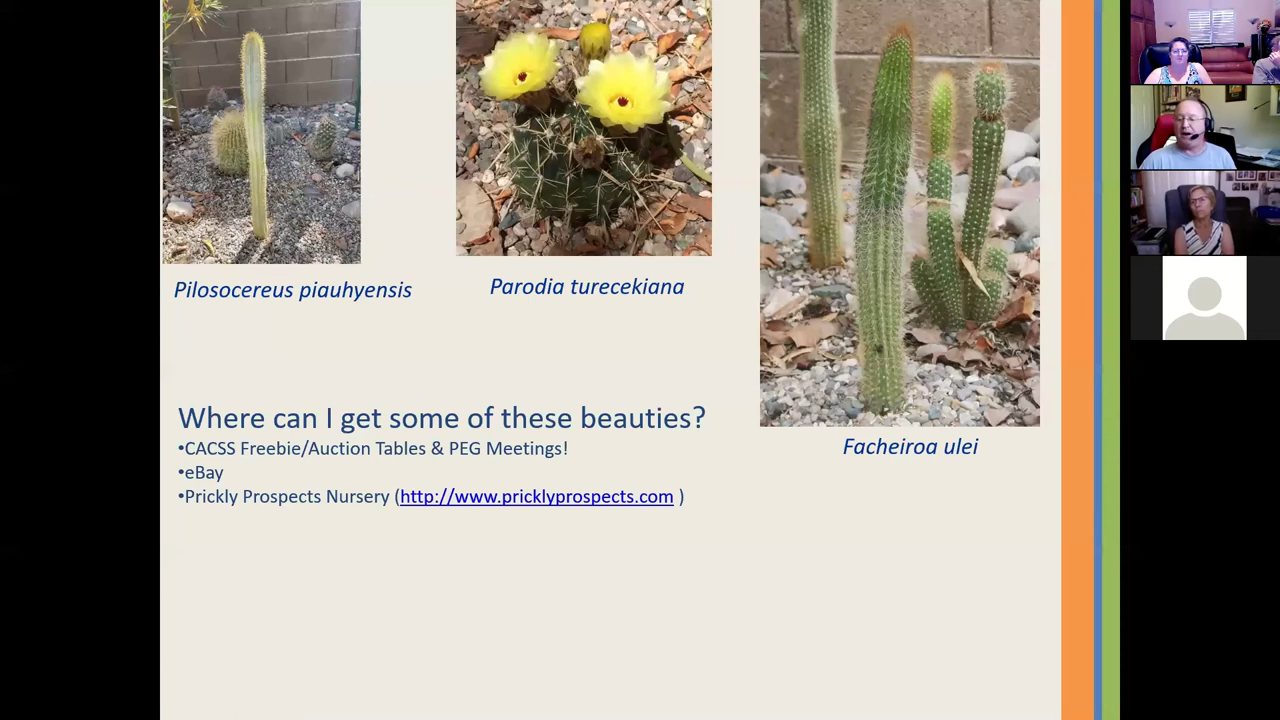 Pilosocereus piauhyensis
Parodia turecekiana
Facheiroa ulei
Where can I get some of these beauties?
•CACSS Freebie/Auction Tables & PEG Meetings!
•eBay
•Prickly Prospects Nursery (http://www.pricklyprospects.com )